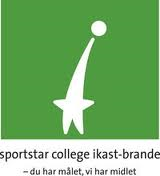 sportstar college ikast-brande
– du har målet, vi har midlet